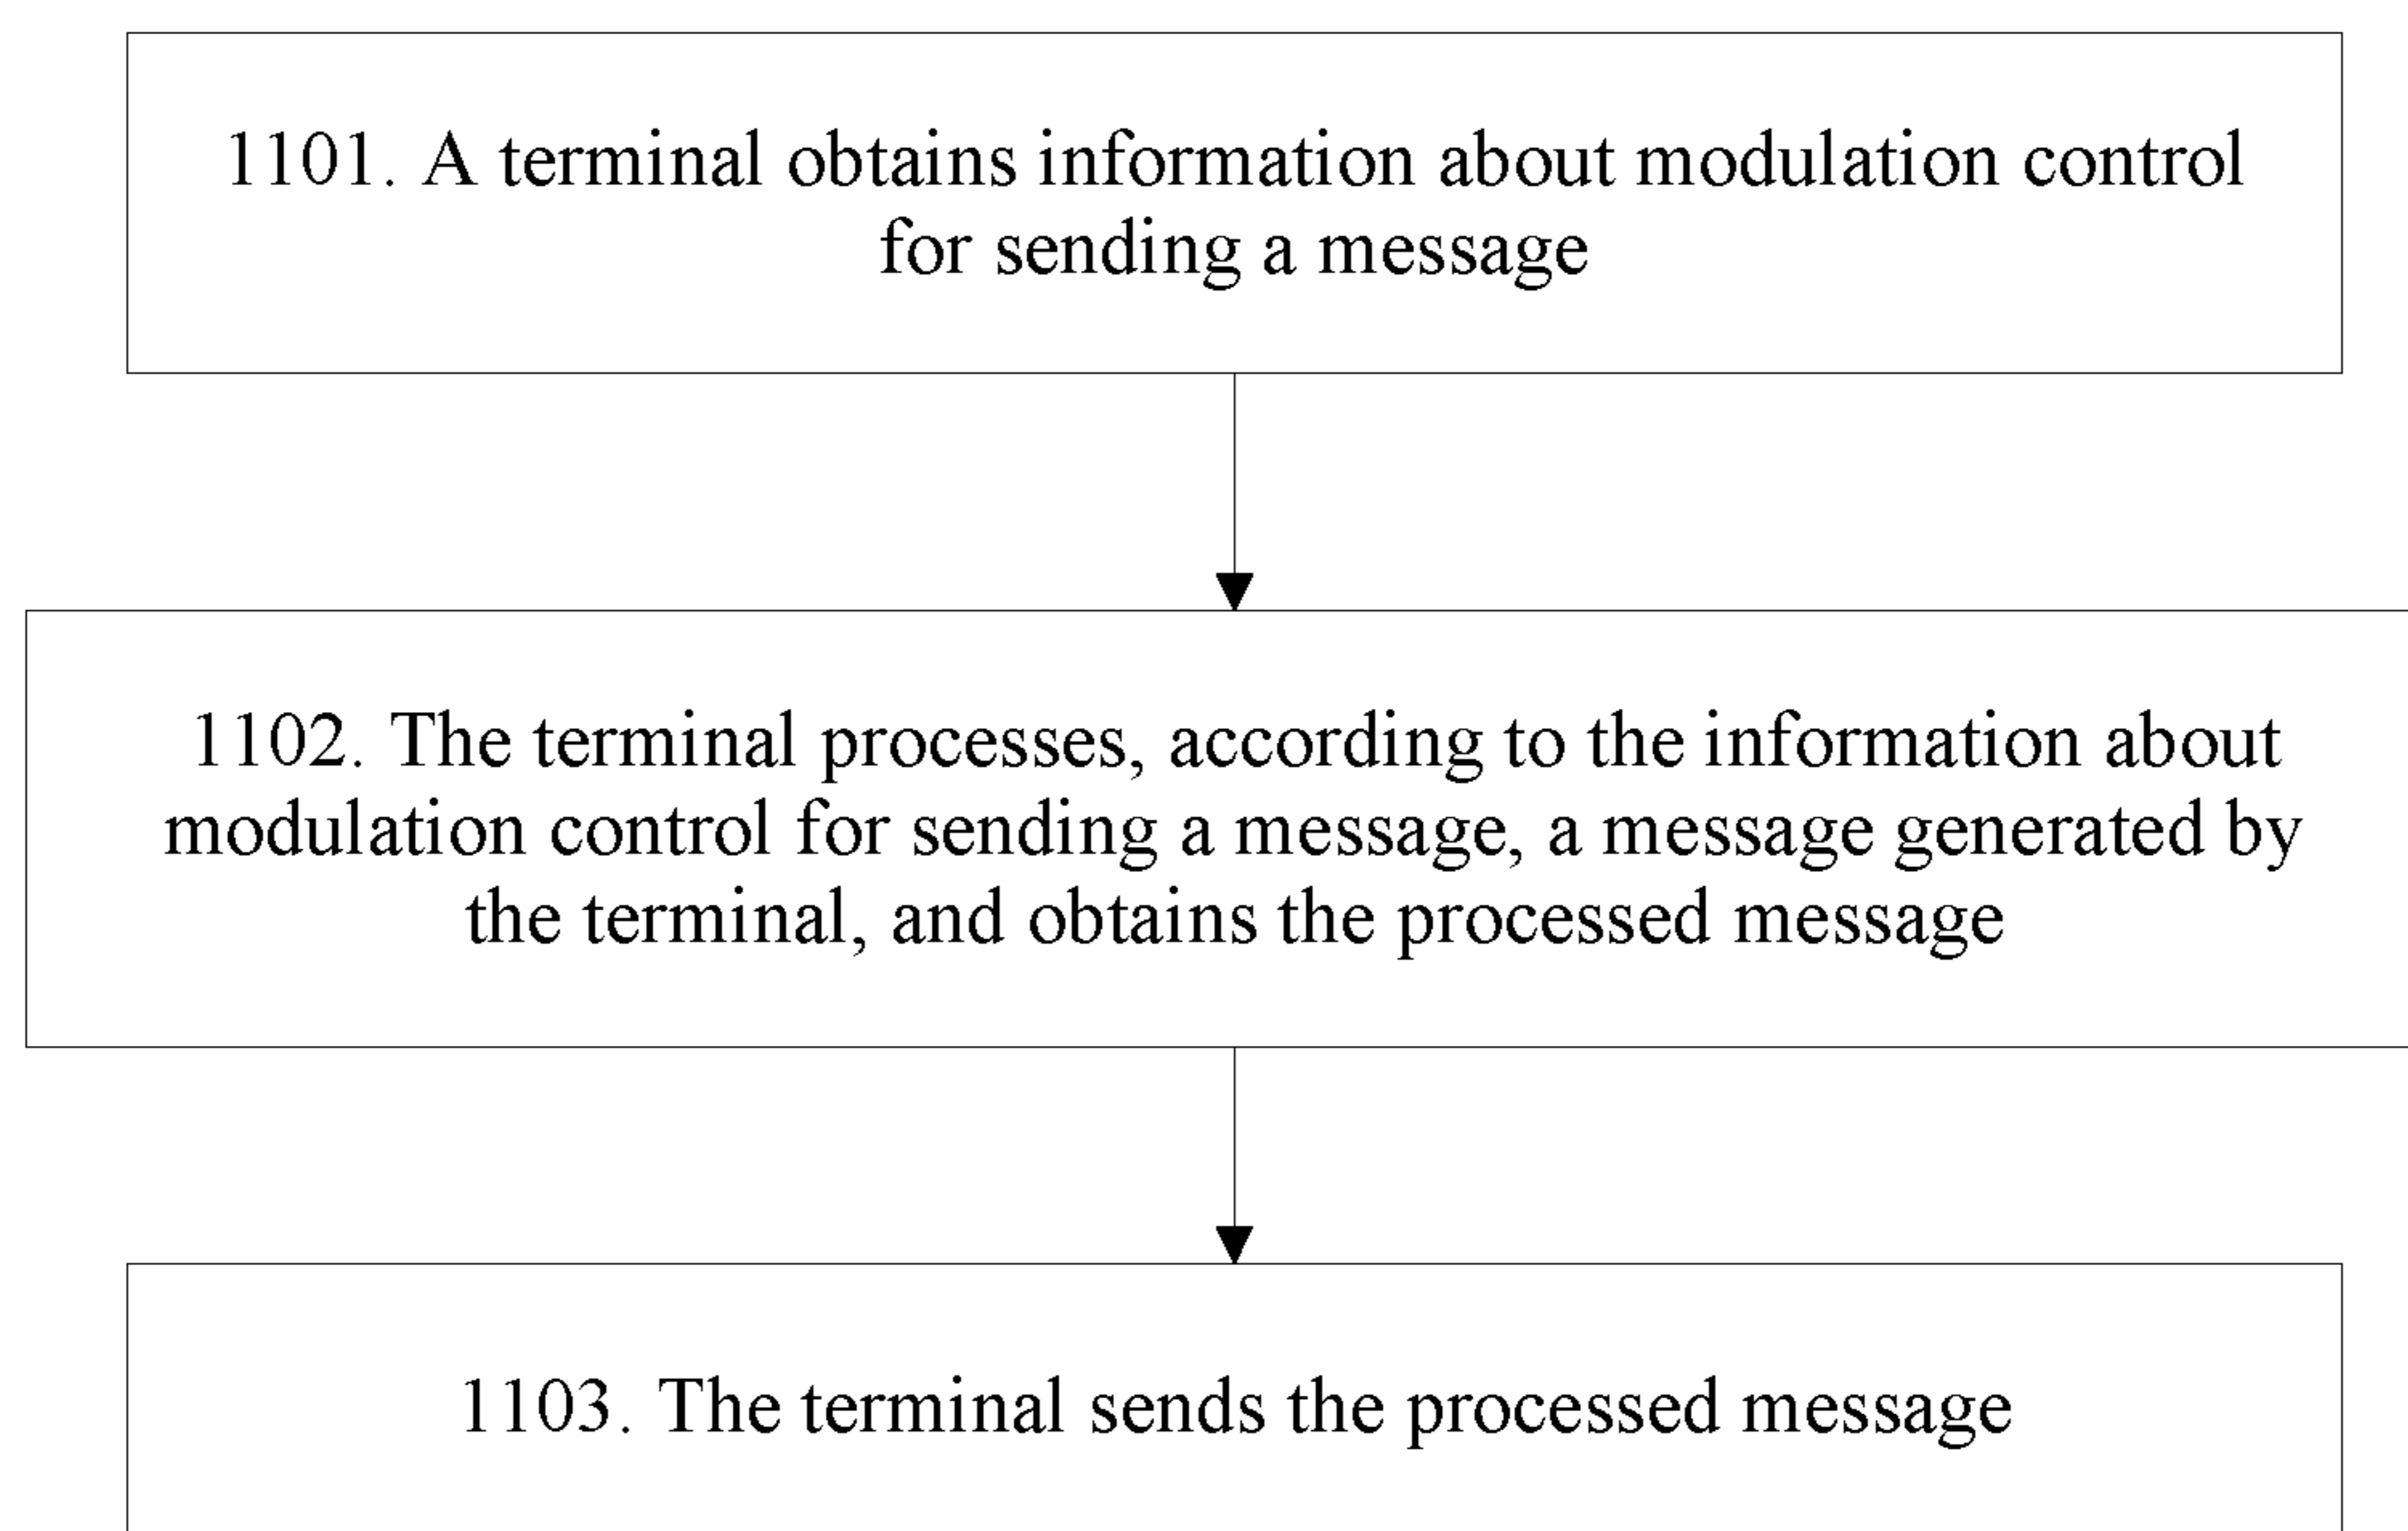 1101. A terminal obtains information about modulation control
for sending a message
1102. The terminal processes, according to the information about
modulation control for sending a message, a message generated by
the terminal, and obtains the processed message
1103. The terminal sends the processed message